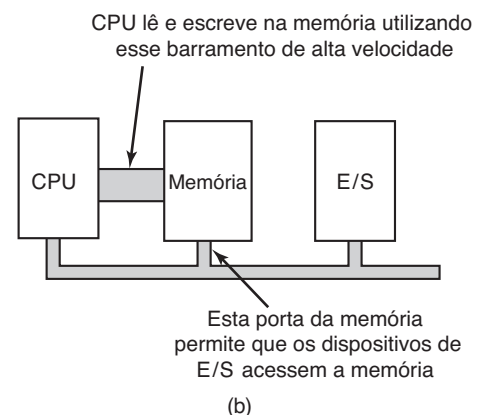 CPU lê e escreve na memória utilizando
esse barramento de alta velocidade
CPU
Memória
E/S
Esta porta da memória
permite que os dispositivos de
E/S acessem a memória
(b)